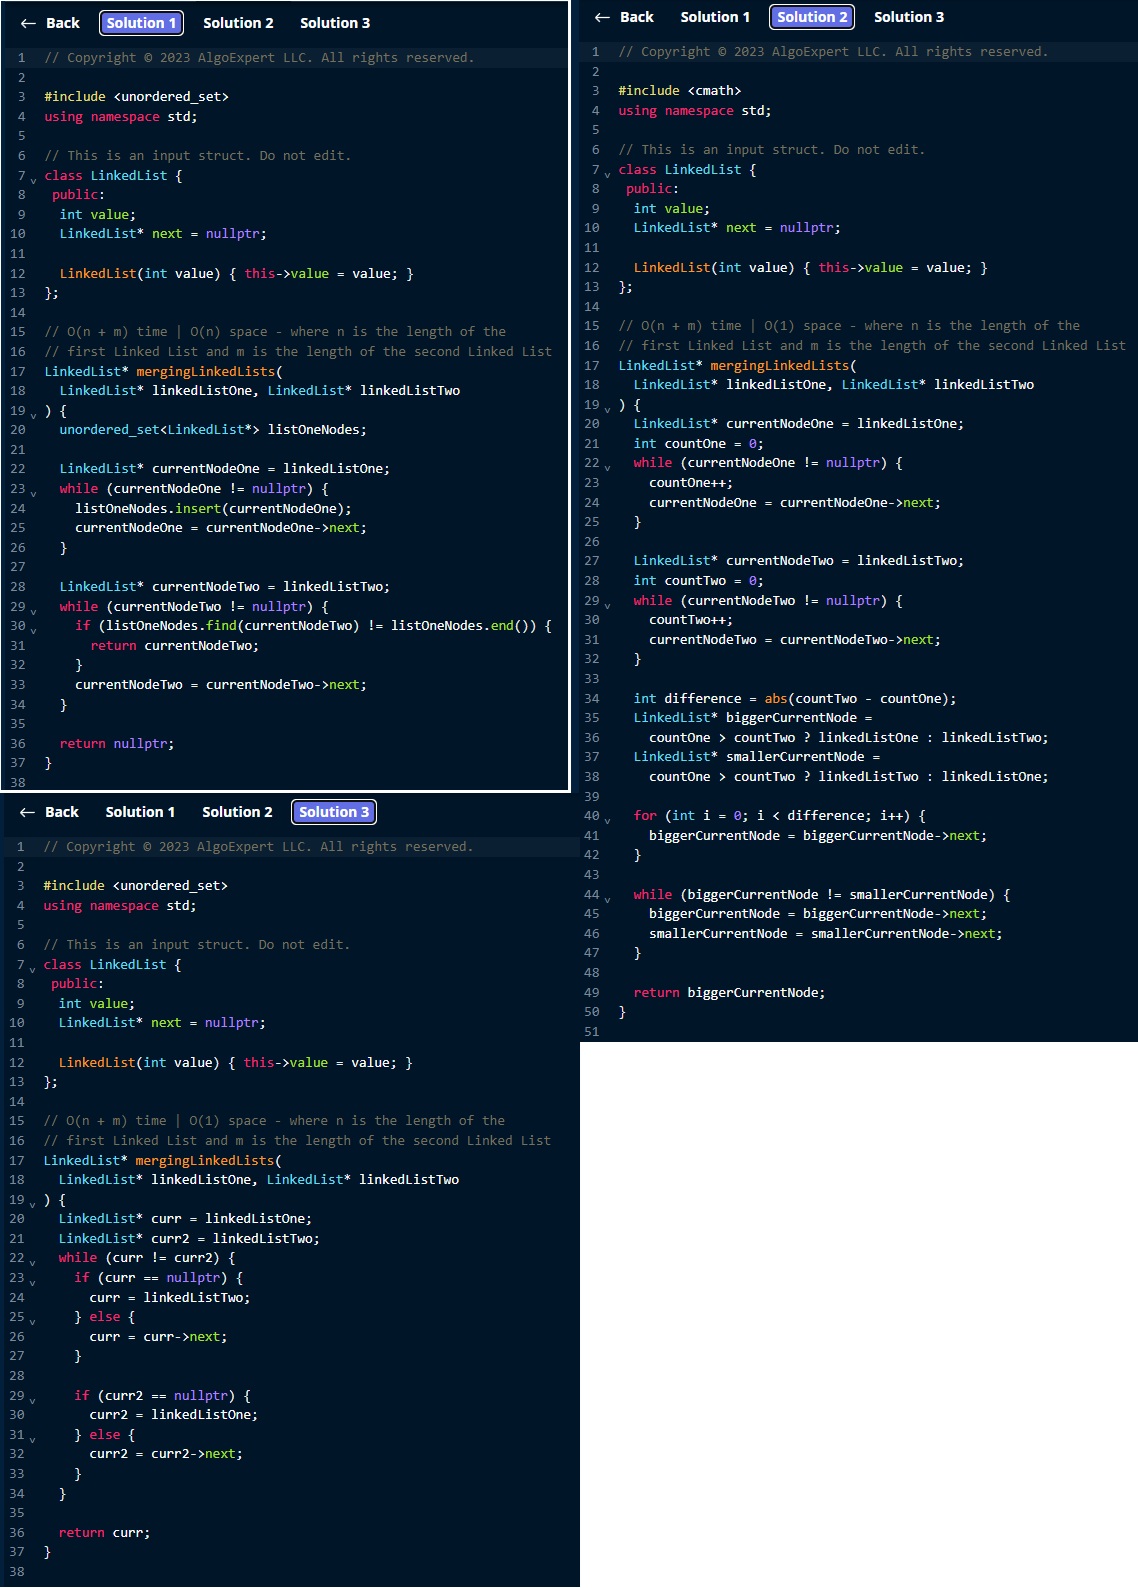 ← Back Solution 1 Solution 2 Solution 3
1 // Copyright © 2023 AlgoExpert LLC. All rights reserved.
2
3 #include <unordered_set>
4 using namespace std;
5
6 // This is an input struct. Do not edit.
7 class LinkedList {
8  public:
9   int value;
10   LinkedList* next = nullptr;
11
12   LinkedList(int value) { this->value = value; }
13 };
14
15 // O(n + m) time | O(n) space - where n is the length of the
16 // first Linked List and m is the length of the second Linked List
17 LinkedList* mergingLinkedLists(
18   LinkedList* linkedListOne, LinkedList* linkedListTwo
19 ) {
20   unordered_set<LinkedList*> listOneNodes;
21
22   LinkedList* currentNodeOne = linkedListOne;
23   while (currentNodeOne != nullptr) {
24     listOneNodes.insert(currentNodeOne);
25     currentNodeOne = currentNodeOne->next;
26   }
27
28   LinkedList* currentNodeTwo = linkedListTwo;
29   while (currentNodeTwo != nullptr) {
30     if (listOneNodes.find(currentNodeTwo) != listOneNodes.end()) {
31       return currentNodeTwo;
32     }
33     currentNodeTwo = currentNodeTwo->next;
34   }
35
36   return nullptr;
37 }
38
← Back Solution 1 Solution 2 Solution 3
1 // Copyright © 2023 AlgoExpert LLC. All rights reserved.
2
3 #include <cmath>
4 using namespace std;
5
6 // This is an input struct. Do not edit.
7 class LinkedList {
8  public:
9   int value;
10   LinkedList* next = nullptr;
11
12   LinkedList(int value) { this->value = value; }
13 };
14
15 // O(n + m) time | O(1) space - where n is the length of the
16 // first Linked List and m is the length of the second Linked List
17 LinkedList* mergingLinkedLists(
18   LinkedList* linkedListOne, LinkedList* linkedListTwo
19 ) {
20   LinkedList* currentNodeOne = linkedListOne;
21   int countOne = 0;
22   while (currentNodeOne != nullptr) {
23     countOne++;
24     currentNodeOne = currentNodeOne->next;
25   }
26
27   LinkedList* currentNodeTwo = linkedListTwo;
28   int countTwo = 0;
29   while (currentNodeTwo != nullptr) {
30     countTwo++;
31     currentNodeTwo = currentNodeTwo->next;
32   }
33
34   int difference = abs(countTwo - countOne);
35   LinkedList* biggerCurrentNode =
36     countOne > countTwo ? linkedListOne : linkedListTwo;
37   LinkedList* smallerCurrentNode =
38     countOne > countTwo ? linkedListTwo : linkedListOne;
39
40   for (int i = 0; i < difference; i++) {
41     biggerCurrentNode = biggerCurrentNode->next;
42   }
43
44   while (biggerCurrentNode != smallerCurrentNode) {
45     biggerCurrentNode = biggerCurrentNode->next;
46     smallerCurrentNode = smallerCurrentNode->next;
47   }
48
49   return biggerCurrentNode;
50 }
51
← Back Solution 1 Solution 2 Solution 3
1 // Copyright © 2023 AlgoExpert LLC. All rights reserved.
2
3 #include <unordered_set>
4 using namespace std;
5
6 // This is an input struct. Do not edit.
7 class LinkedList {
8  public:
9   int value;
10   LinkedList* next = nullptr;
11
12   LinkedList(int value) { this->value = value; }
13 };
14
15 // O(n + m) time | O(1) space - where n is the length of the
16 // first Linked List and m is the length of the second Linked List
17 LinkedList* mergingLinkedLists(
18   LinkedList* linkedListOne, LinkedList* linkedListTwo
19 ) {
20   LinkedList* curr = linkedListOne;
21   LinkedList* curr2 = linkedListTwo;
22   while (curr != curr2) {
23     if (curr == nullptr) {
24       curr = linkedListTwo;
25     } else {
26       curr = curr->next;
27     }
28
29     if (curr2 == nullptr) {
30       curr2 = linkedListOne;
31     } else {
32       curr2 = curr2->next;
33     }
34   }
35
36   return curr;
37 }
38